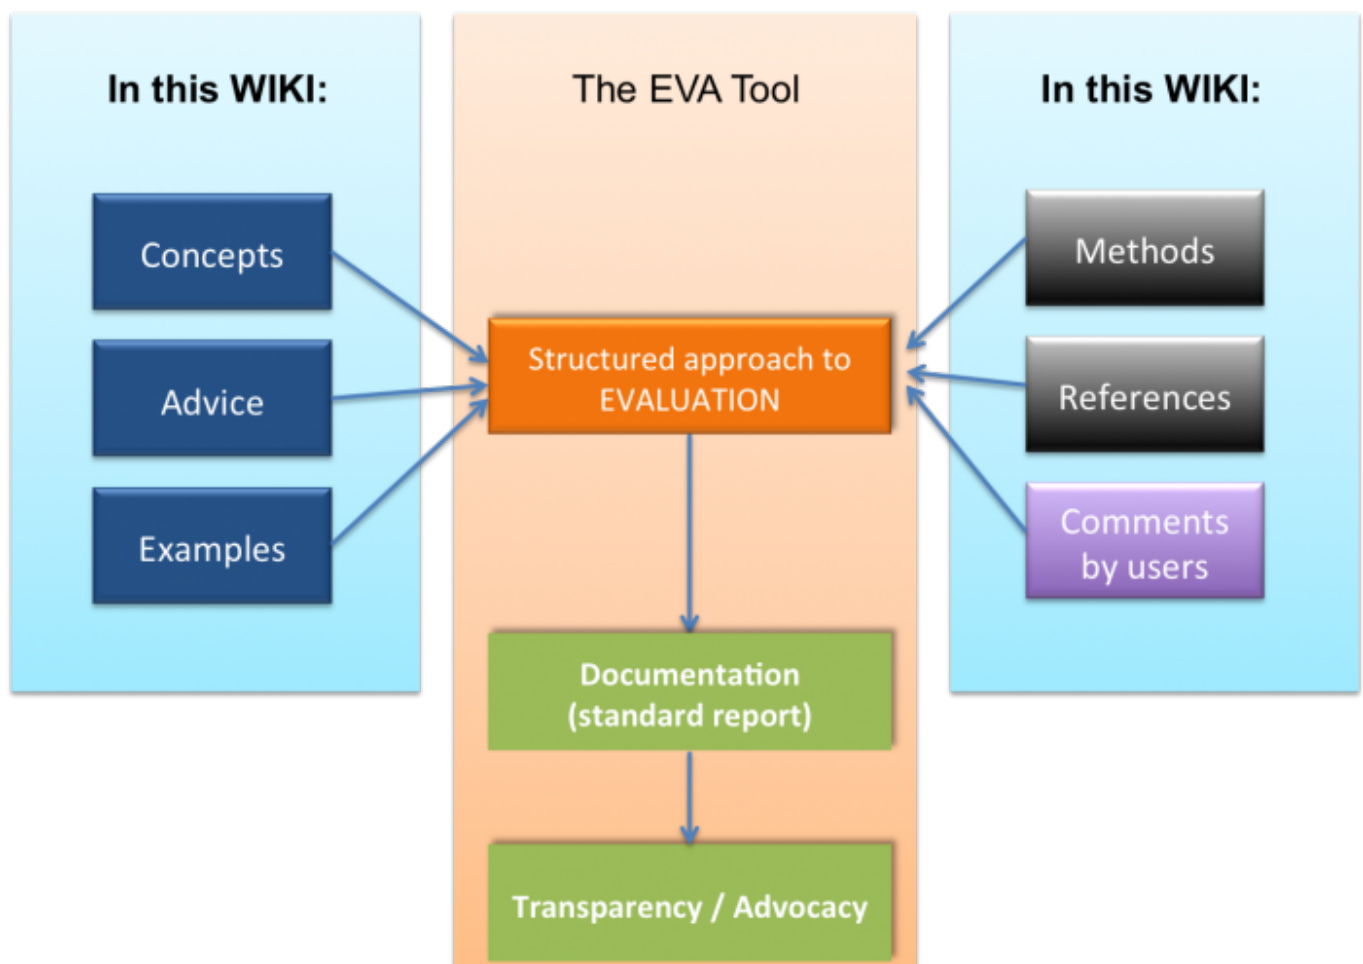 In this WIKI:
Concepts
Advice
Examples
The EVA Tool
Structured approach to
EVALUATION
Documentation
(standard report)
Transparency / Advocacy
In this WIKI:
Methods
References
Comments
by users